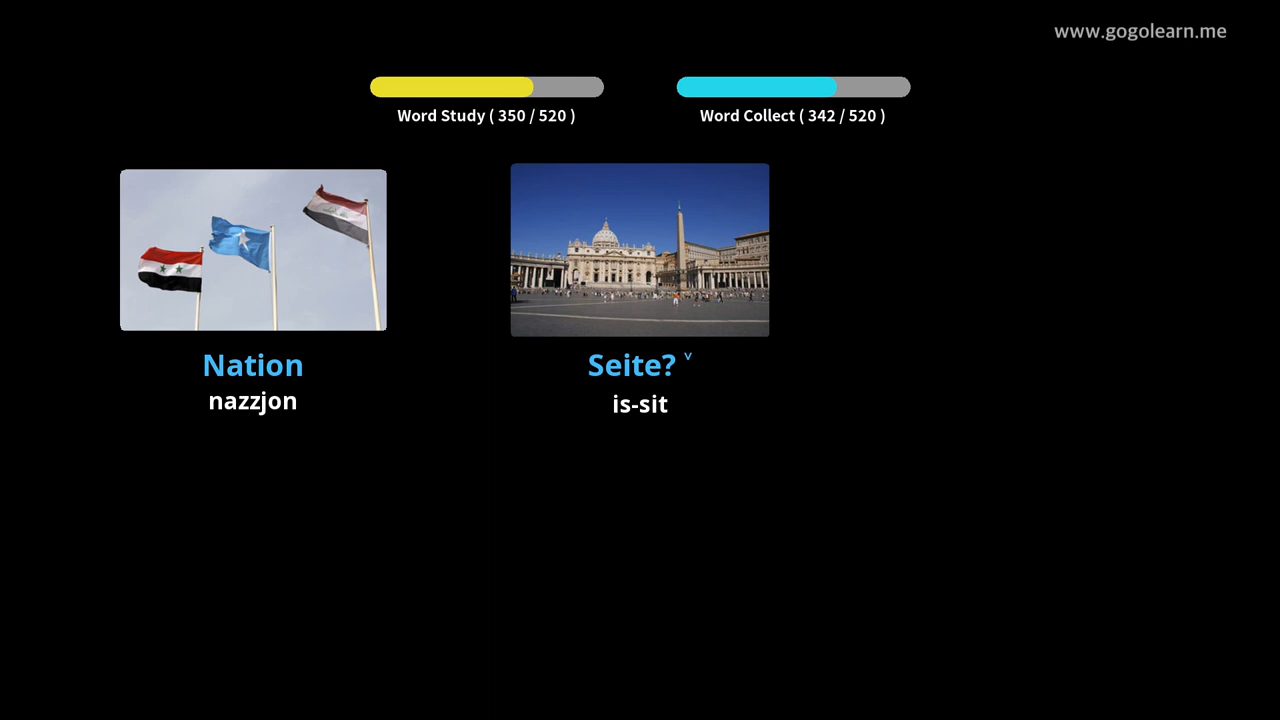 www.gogolearn.me
Word Study ( 350 / 520 )
Word Collect ( 342 / 520 )
Nation
nazzjon
Seite? v
is-sit